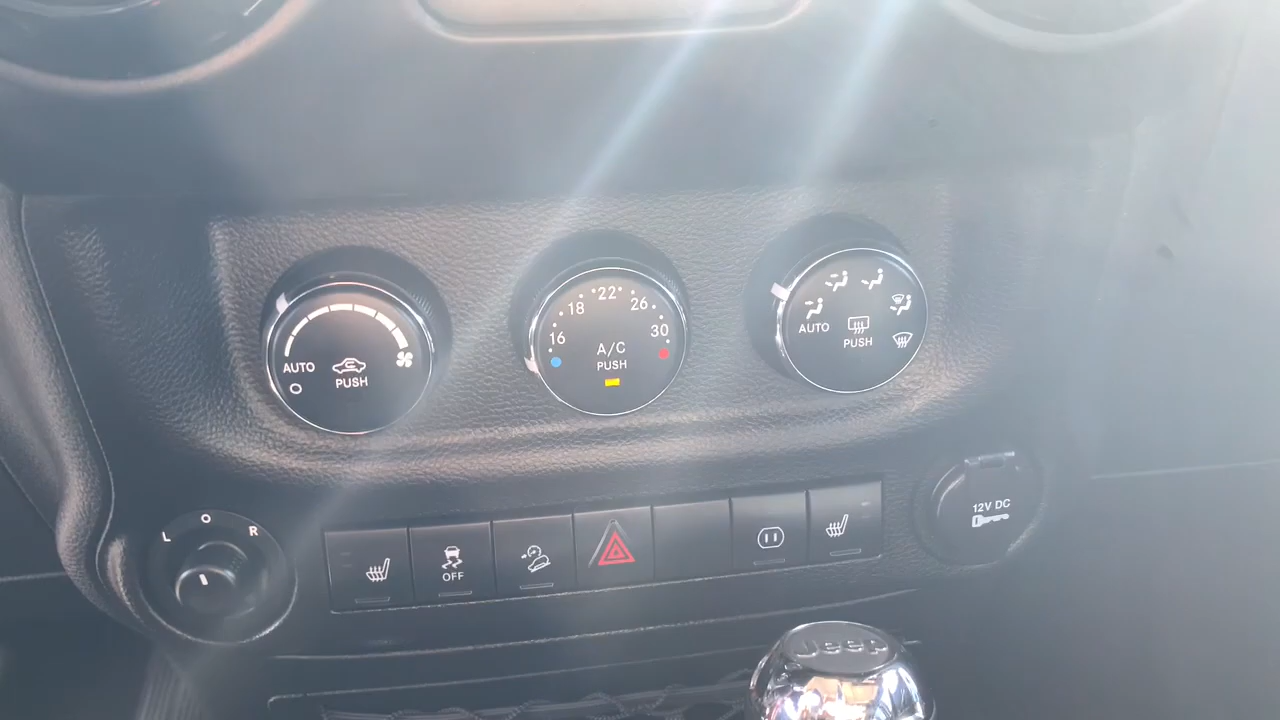 AUTO
PUSH
16
18
22
26
30
A/C
PUSH
AUTO
PUSH
L
O
R
OFF
12V DC
Jeep